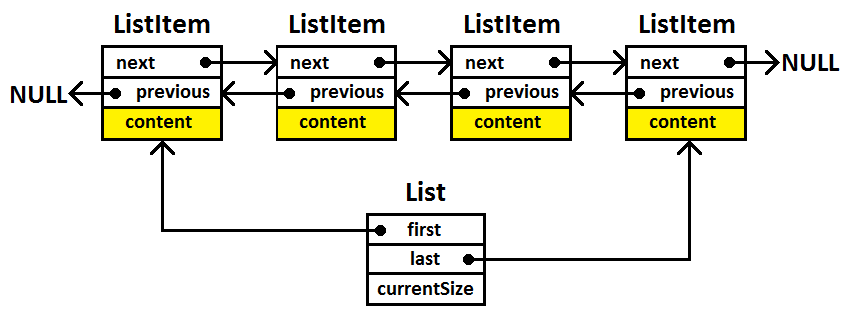 ListItem ListItem ListItem ListItem
next next next next NULL
NULL previous previous previous previous
content content content content
List
first
last
currentSize